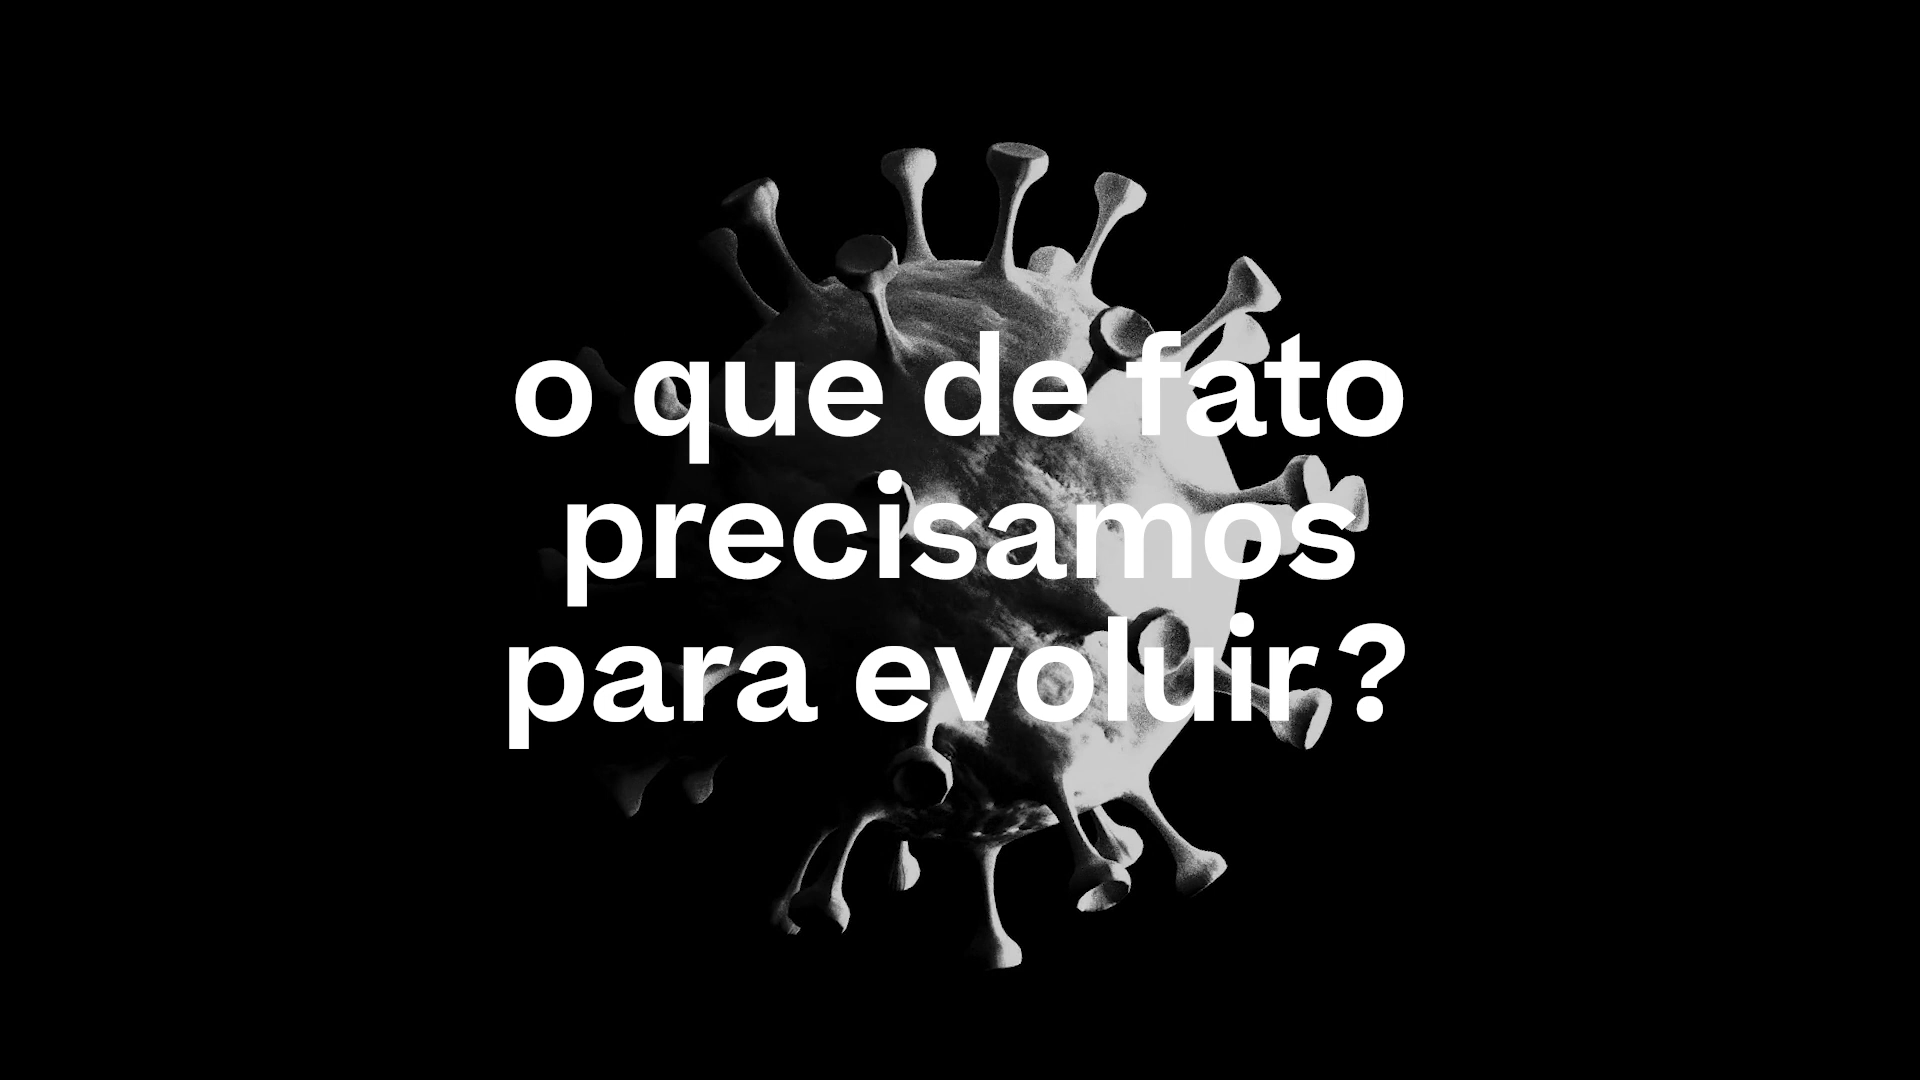 o que de fato
precisamos
para evoluir?